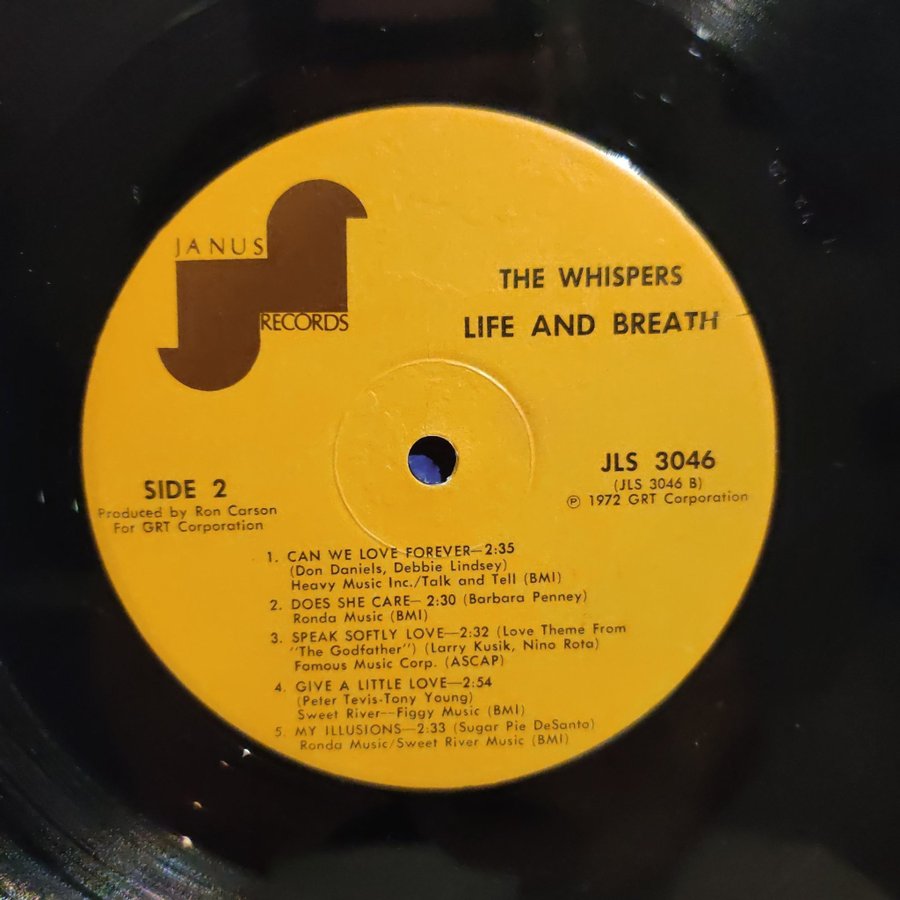 JANUS
RECORDS
THE WHISPERS
LIFE AND BREATH
SIDE 2
Produced by Ron Carson
For GRT Corporation
JLS 3046
(JLS 3046 B)
℗ 1972 GRT Corporation
1. CAN WE LOVE FOREVER—2:35
(Don Daniels, Debbie Lindsey)
Heavy Music Inc./Talk and Tell (BMI)
2. DOES SHE CARE—2:30 (Barbara Penney)
Ronda Music (BMI)
3. SPEAK SOFTLY LOVE—2:32 (Love Theme From
"The Godfather") (Larry Kusik, Nino Rota)
Famous Music Corp. (ASCAP)
4. GIVE A LITTLE LOVE—2:54
(Peter Tevis-Tony Young)
Sweet River—Figgy Music (BMI)
5. MY ILLUSIONS—2:33 (Sugar Pie DeSanto)
Ronda Music/Sweet River Music (BMI)